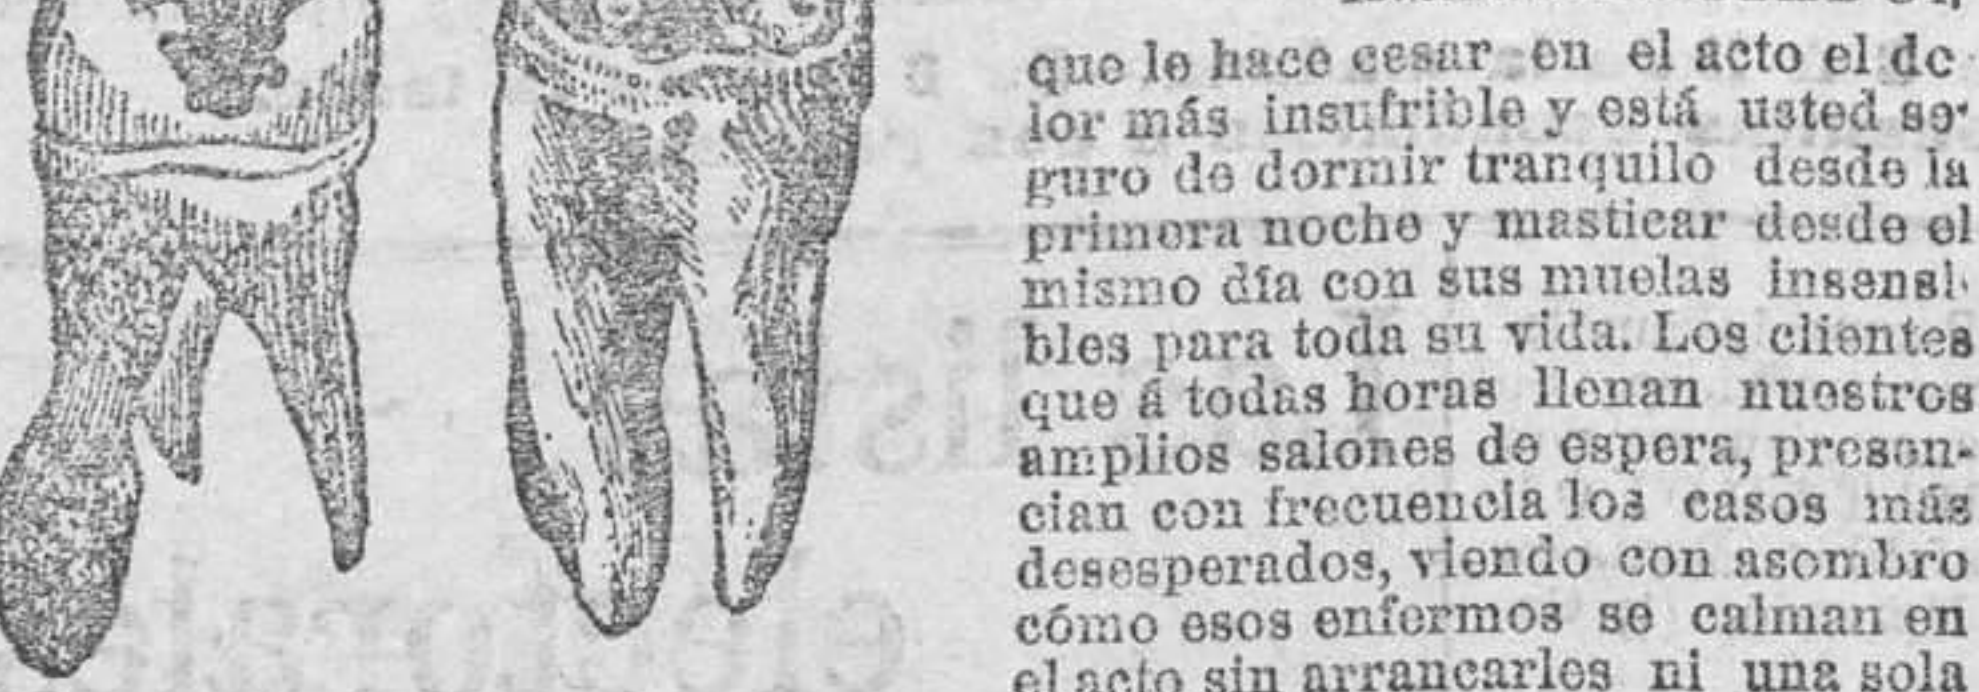 que le hace cesar en el acto el do
lor más insufrible y está usted se-
guro de dormir tranquilo desde la
primera noche y masticar desde el
mismo día con sus muelas insensi-
bles para toda su vida. Los clientes
que á todas horas llenan nuestros
amplios salones de espera, presen-
cian con frecuencia los casos más
desesperados, viendo con asombro
cómo esos enfermos se calman en
el acto sin arrancarles ni una sola